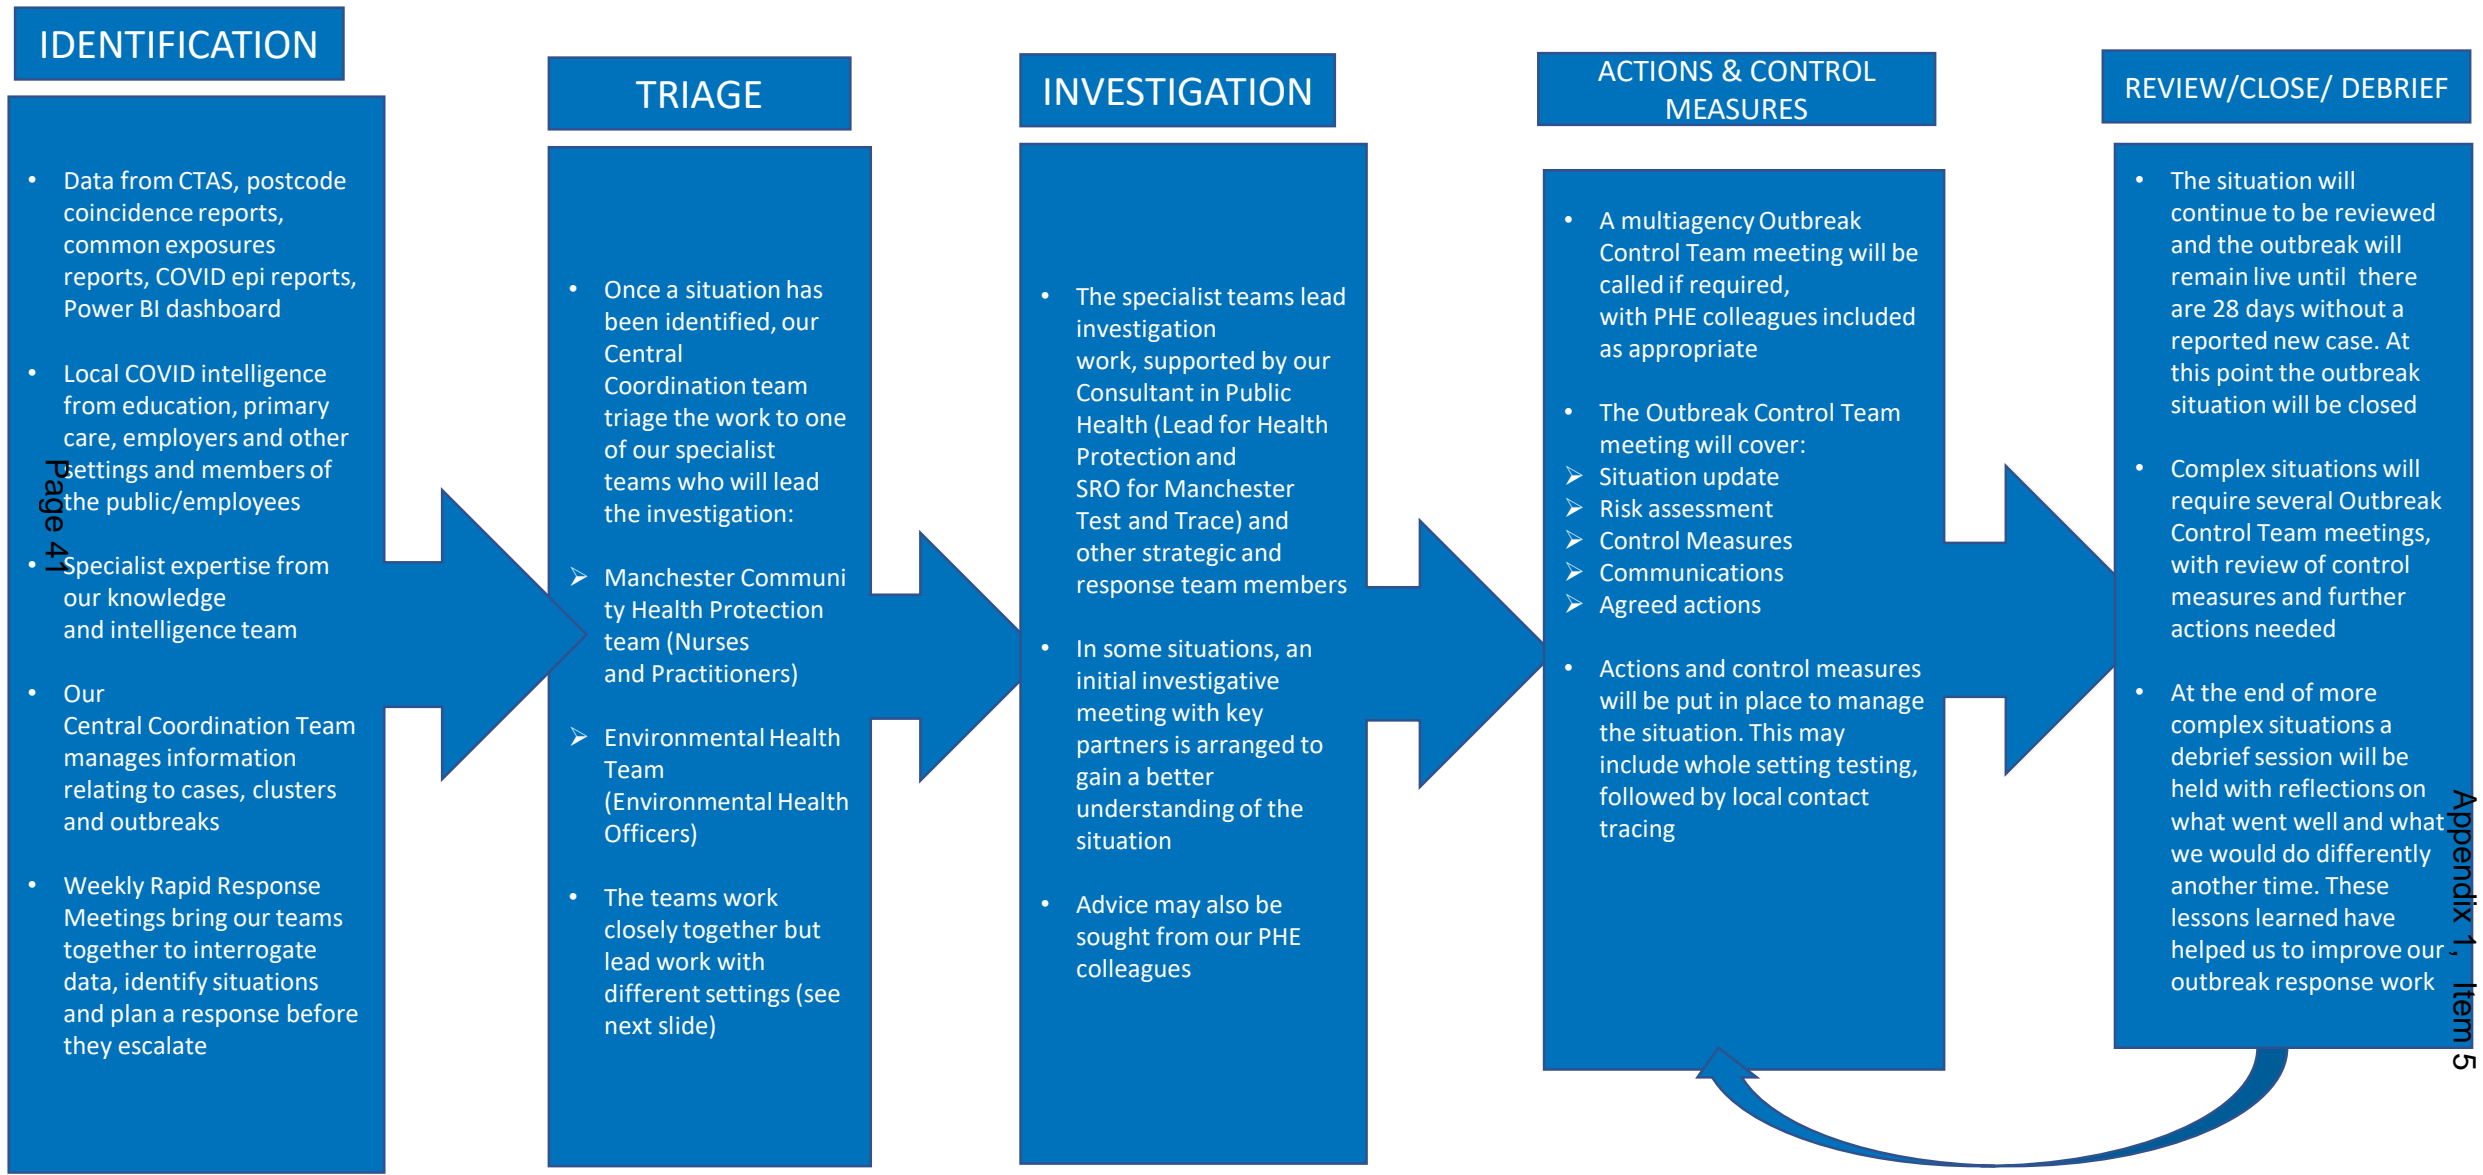 IDENTIFICATION
• Data from CTAS, postcode
coincidence reports,
common exposures
reports, COVID epi reports,
Power BI dashboard
• Local COVID intelligence
from education, primary
care, employers and other
settings and members of
the public/employees
• Specialist expertise from
our knowledge
and intelligence team
• Our
Central Coordination Team
manages information
relating to cases, clusters
and outbreaks
• Weekly Rapid Response
Meetings bring our teams
together to interrogate
data, identify situations
and plan a response before
they escalate
TRIAGE
• Once a situation has
been identified, our
Central
Coordination team
triage the work to one
of our specialist
teams who will lead
the investigation:
➢ Manchester Communi
ty Health Protection
team (Nurses
and Practitioners)
➢ Environmental Health
Team
(Environmental Health
Officers)
• The teams work
closely together but
lead work with
different settings (see
next slide)
INVESTIGATION
• The specialist teams lead
investigation
work, supported by our
Consultant in Public
Health (Lead for Health
Protection and
SRO for Manchester
Test and Trace) and
other strategic and
response team members
• In some situations, an
initial investigative
meeting with key
partners is arranged to
gain a better
understanding of the
situation
• Advice may also be
sought from our PHE
colleagues
ACTIONS & CONTROL
MEASURES
• A multiagency Outbreak
Control Team meeting will be
called if required,
with PHE colleagues included
as appropriate
• The Outbreak Control Team
meeting will cover:
➢ Situation update
➢ Risk assessment
➢ Control Measures
➢ Communications
➢ Agreed actions
• Actions and control measures
will be put in place to manage
the situation. This may
include whole setting testing,
followed by local contact
tracing
REVIEW/CLOSE/ DEBRIEF
• The situation will
continue to be reviewed
and the outbreak will
remain live until there
are 28 days without a
reported new case. At
this point the outbreak
situation will be closed
• Complex situations will
require several Outbreak
Control Team meetings,
with review of control
measures and further
actions needed
• At the end of more
complex situations a
debrief session will be
held with reflections on
what went well and what
we would do differently
another time. These
lessons learned have
helped us to improve our
outbreak response work
Page 41
Appendix 1, Item 5